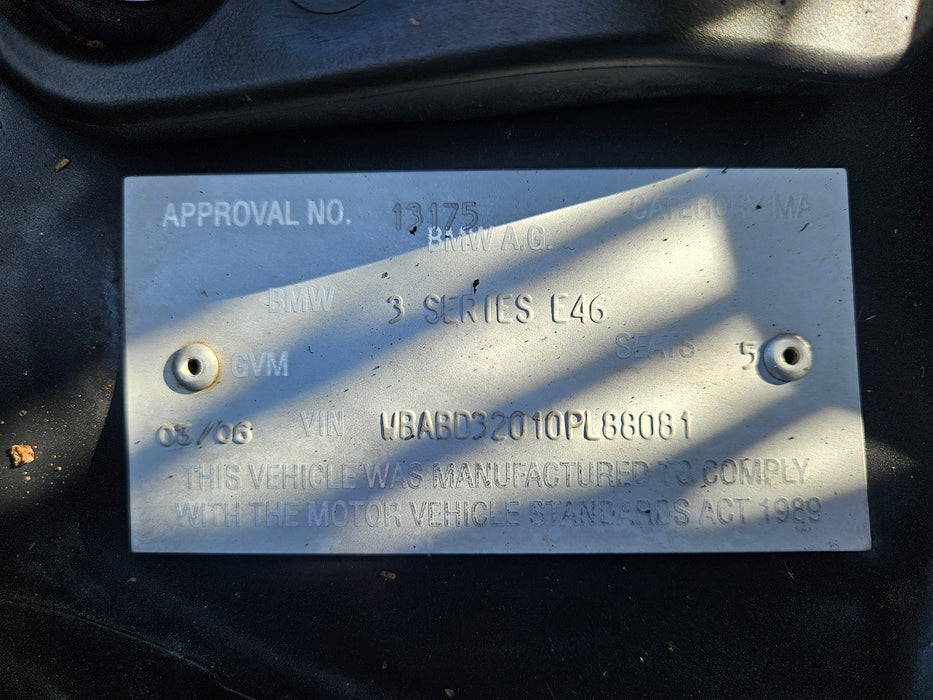 APPROVAL NO. 13175 CATEGORY MA
BMW A.G.
BMW 3 SERIES E46
GVM SEATS 5
03/06 VIN WBABD32010PL88081
THIS VEHICLE WAS MANUFACTURED TO COMPLY
WITH THE MOTOR VEHICLE STANDARDS ACT 1989